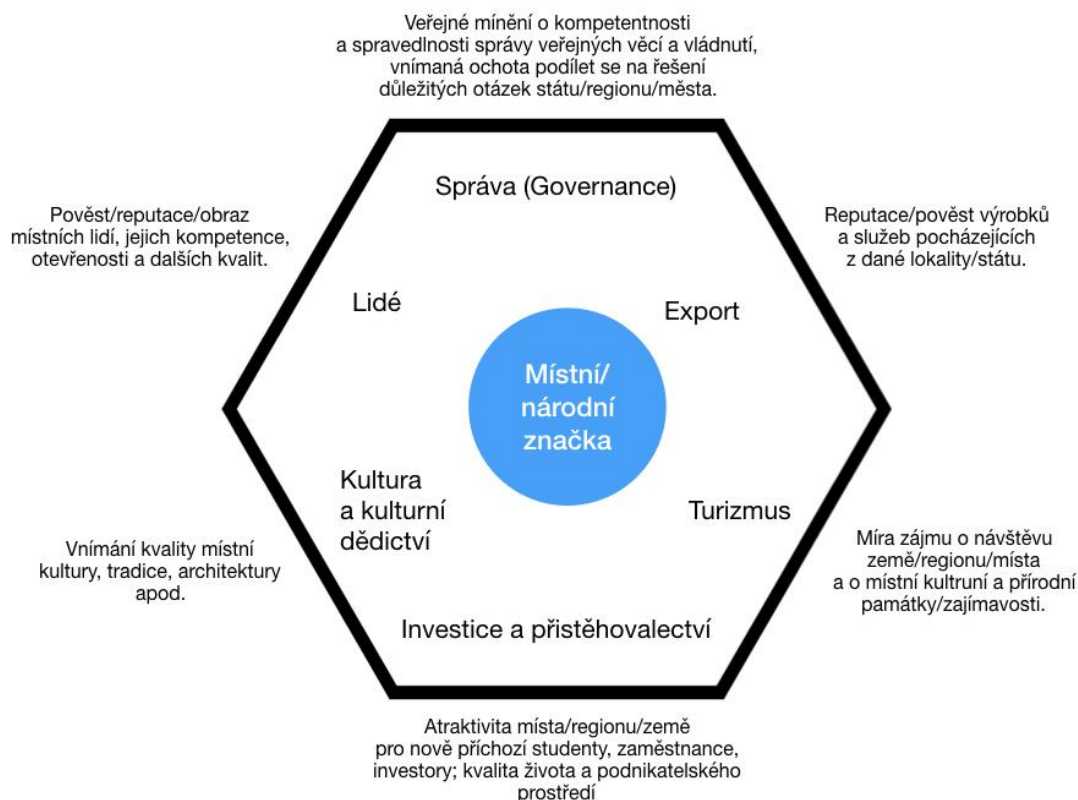 Veřejné mínění o kompetentnosti
a spravedlnosti správy veřejných věcí a vládnutí,
vnímaná ochota podílet se na řešení
důležitých otázek státu/regionu/města.
Správa (Governance)
Pověst/reputace/obraz
místních lidí, jejich kompetence,
otevřenosti a dalších kvalit.
Reputace/pověst výrobků
a služeb pocházejících
z dané lokality/státu.
Lidé
Export
Místní/
národní
značka
Kultura
a kulturní
dědictví
Turizmus
Vnímání kvality místní
kultury, tradice, architektury
apod.
Míra zájmu o návštěvu
země/regionu/místa
a o místní kultruní a přírodní
památky/zajímavosti.
Investice a přistěhovalectví
Atraktivita místa/regionu/země
pro nově příchozí studenty, zaměstnance,
investory; kvalita života a podnikatelského
prostředí